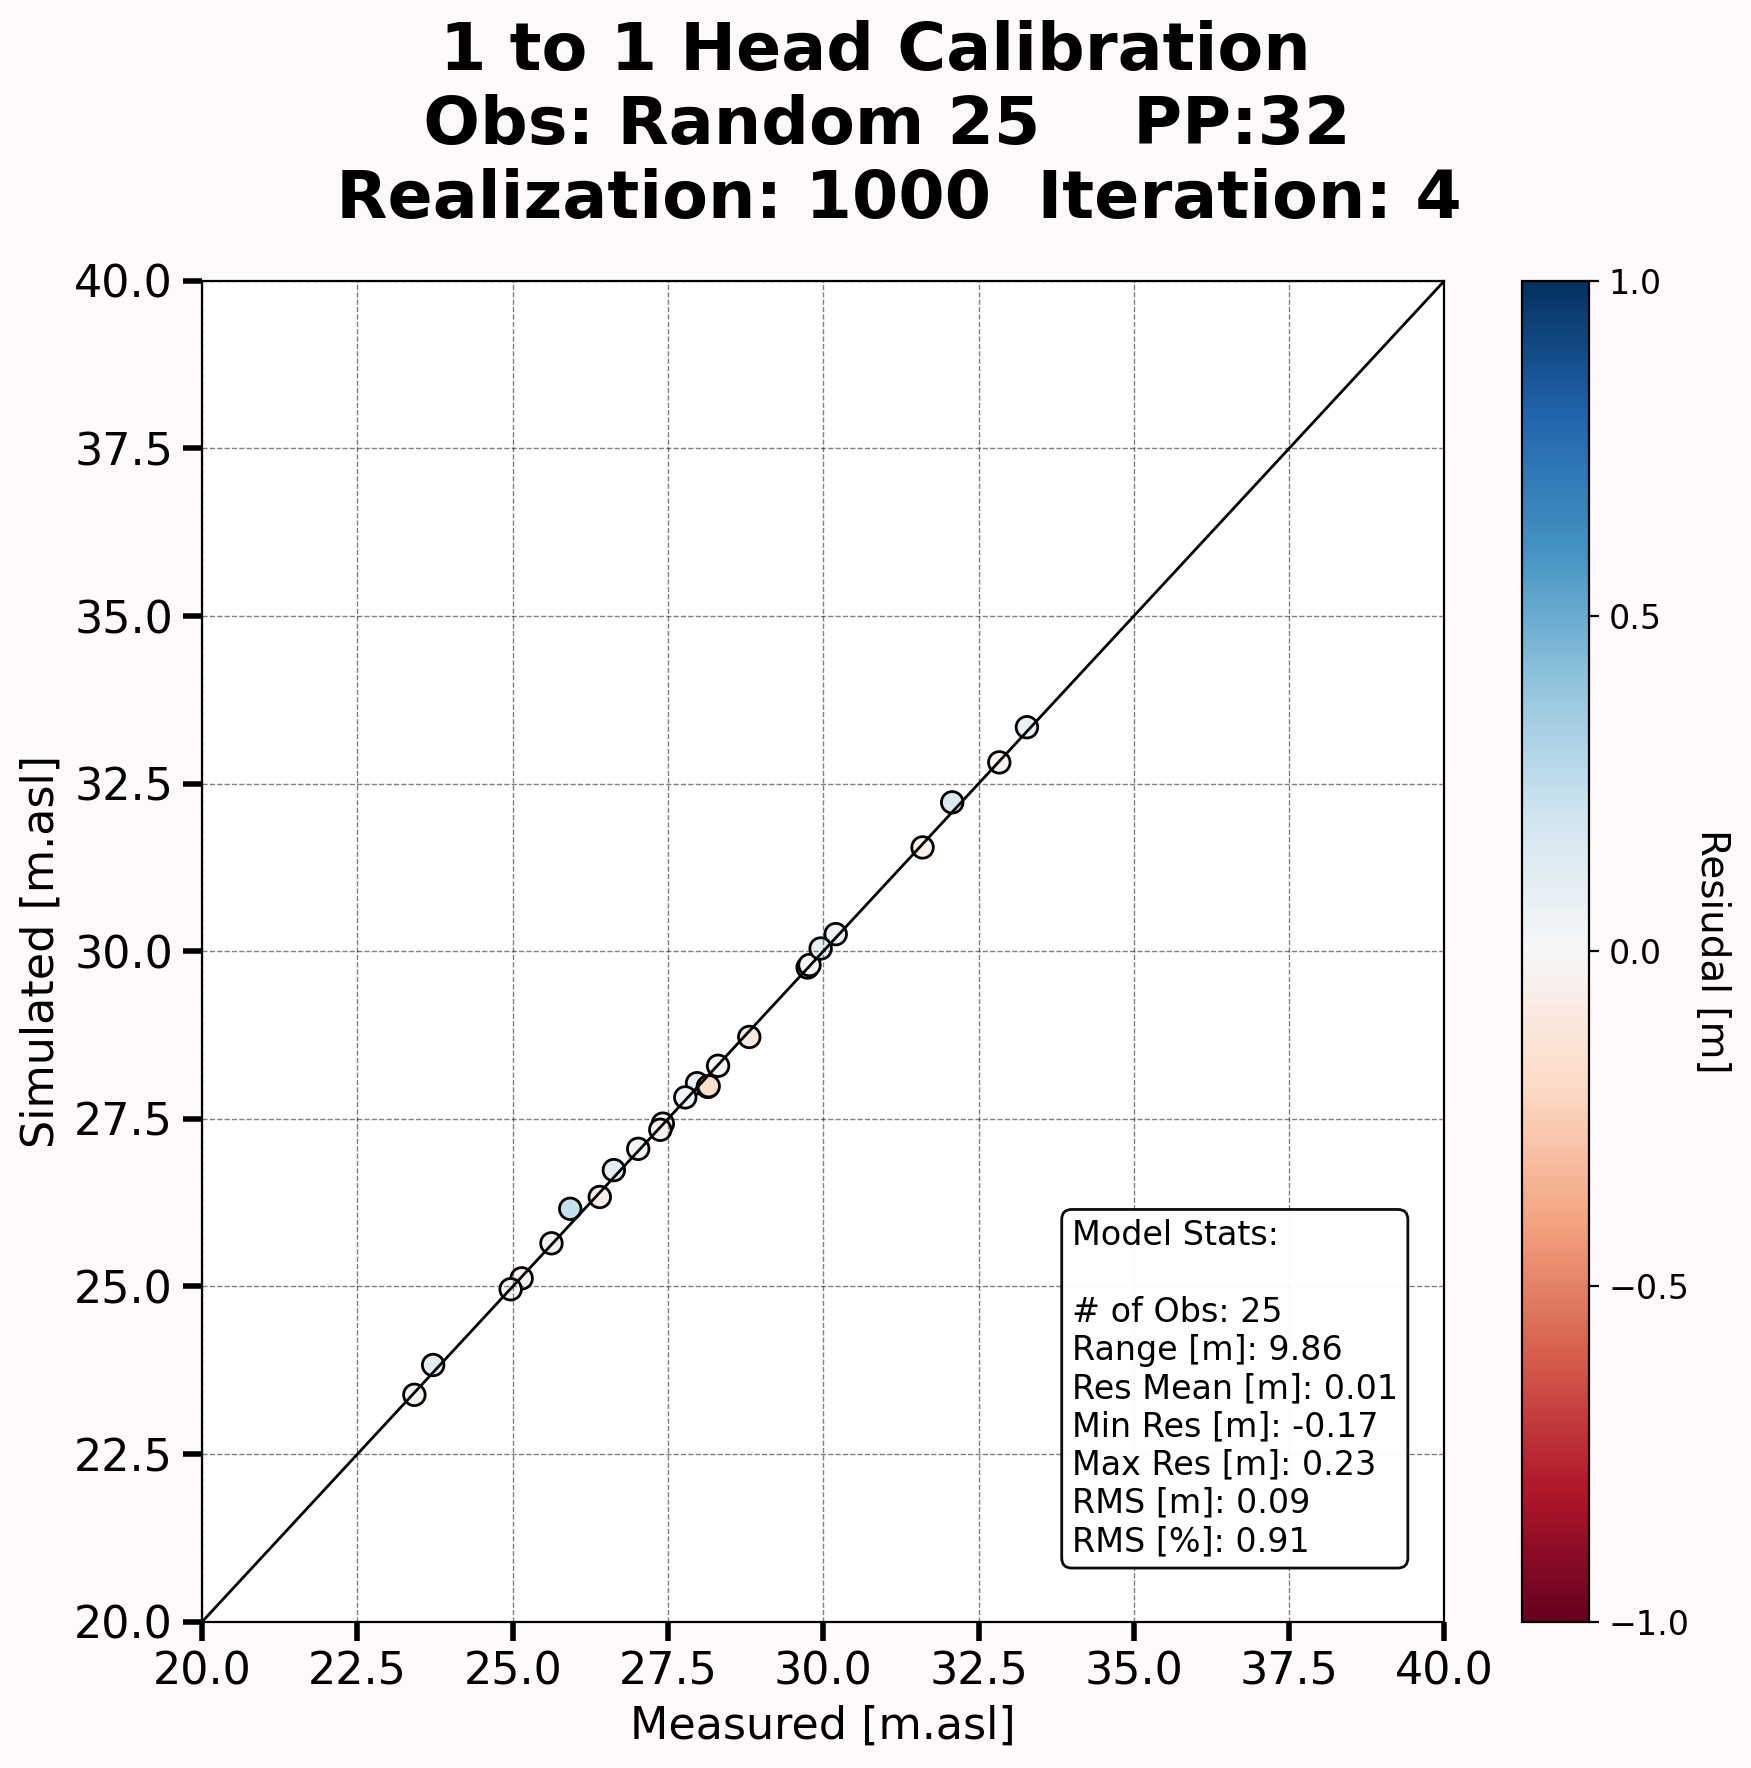 1 to 1 Head Calibration
Obs: Random 25 PP:32
Realization: 1000 Iteration: 4
40.0
37.5
35.0
32.5
30.0
27.5
25.0
22.5
20.0
Simulated [m.asl]
20.0 22.5 25.0 27.5 30.0 32.5 35.0 37.5 40.0
Measured [m.asl]
Model Stats:
# of Obs: 25
Range [m]: 9.86
Res Mean [m]: 0.01
Min Res [m]: -0.17
Max Res [m]: 0.23
RMS [m]: 0.09
RMS [%]: 0.91
1.0
0.5
0.0
−0.5
−1.0
Resiudal [m]